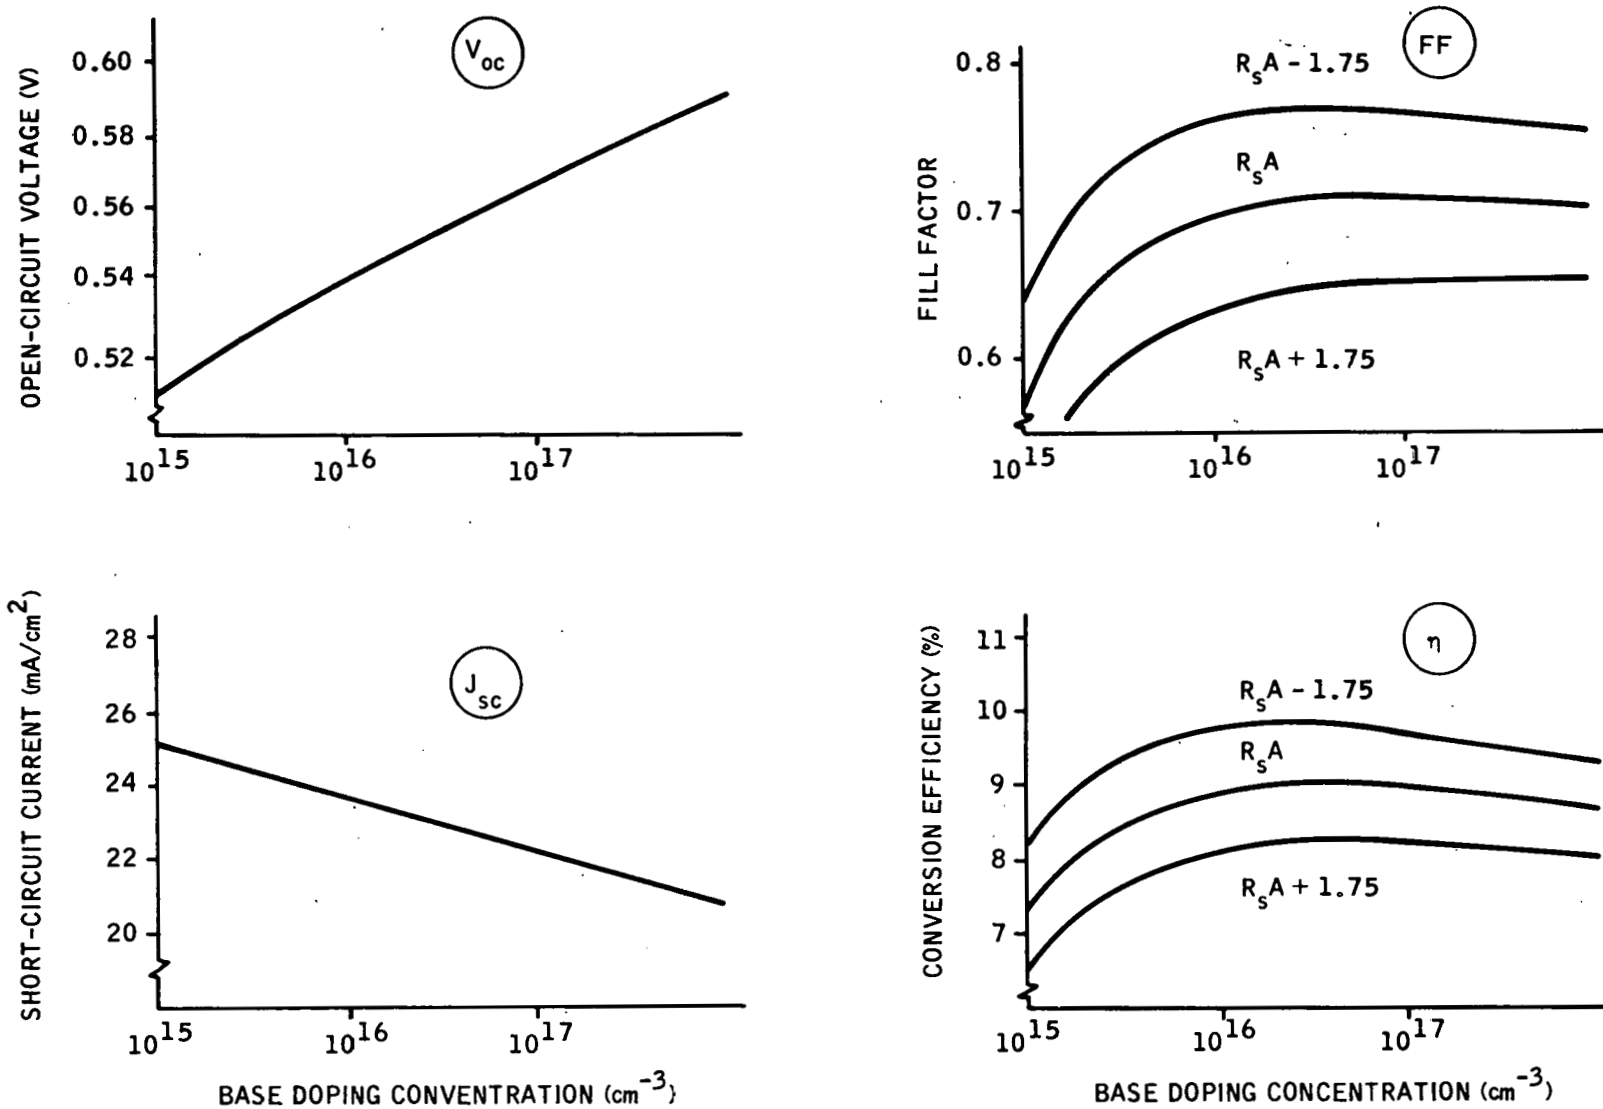 V_oc
OPEN-CIRCUIT VOLTAGE (V)
0.60
0.58
0.56
0.54
0.52
10^15 10^16 10^17
FF
FILL FACTOR
0.8
0.7
0.6
R_sA - 1.75
R_sA
R_sA + 1.75
10^15 10^16 10^17
J_sc
SHORT-CIRCUIT CURRENT (mA/cm^2)
28
26
24
22
20
10^15 10^16 10^17
BASE DOPING CONVENTRATION (cm^-3)
η
CONVERSION EFFICIENCY (%)
11
10
9
8
7
R_sA - 1.75
R_sA
R_sA + 1.75
10^15 10^16 10^17
BASE DOPING CONCENTRATION (cm^-3)